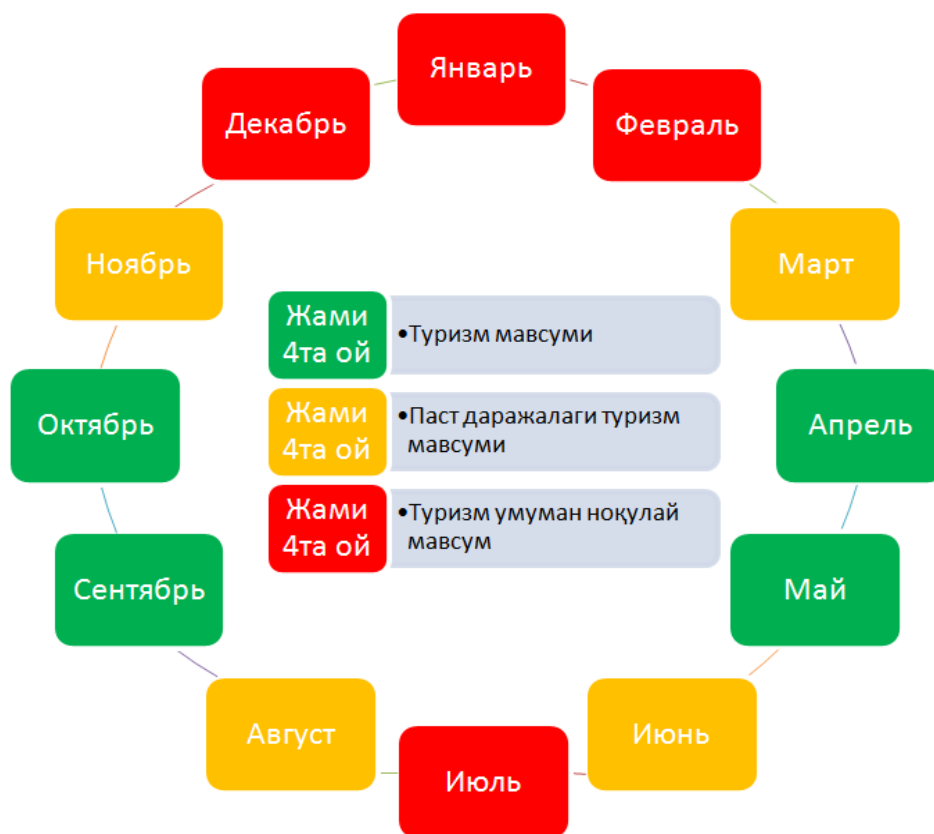 Январь
Февраль
Март
Апрель
Май
Июнь
Июль
Август
Сентябрь
Октябрь
Ноябрь
Декабрь
Жами
4та ой
•Туризм мавсуми
Жами
4та ой
•Паст даражалаги туризм
мавсуми
Жами
4та ой
•Туризм умуман ноқулай
мавсум